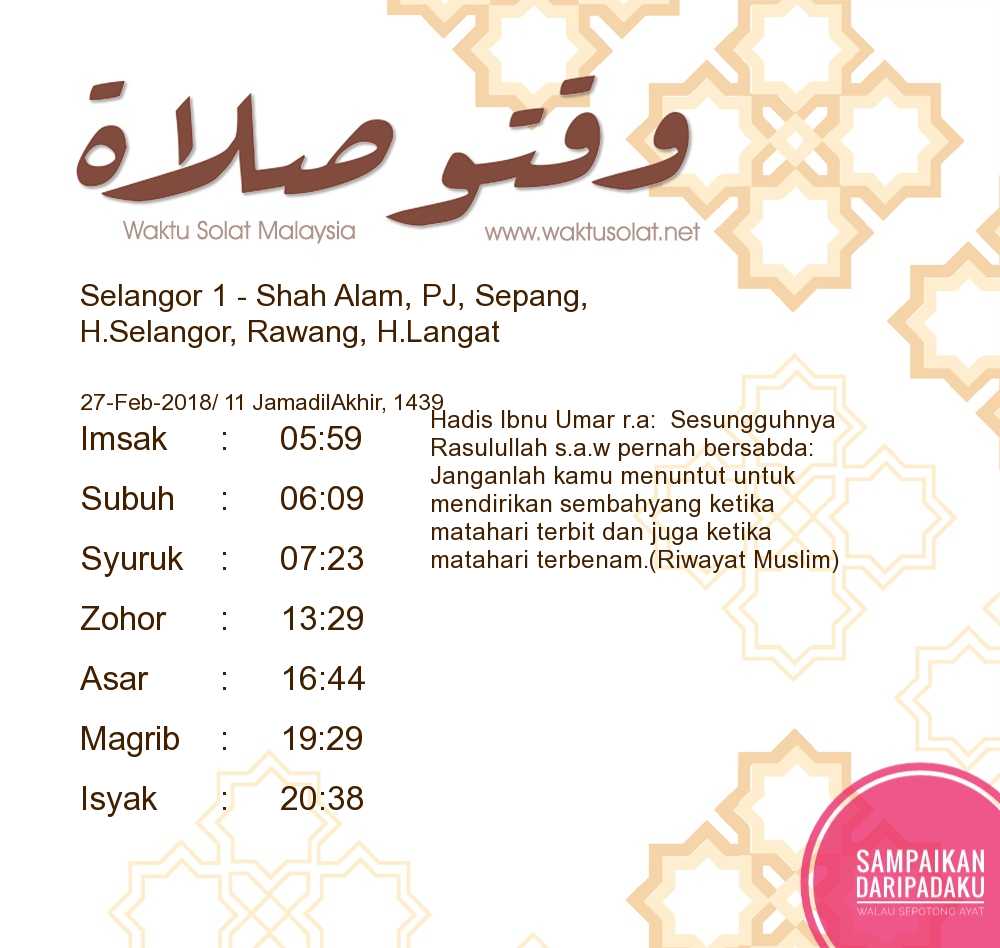 وقتو صلاة
Waktu Solat Malaysia
www.waktusolat.net
Selangor 1 - Shah Alam, PJ, Sepang,
H.Selangor, Rawang, H.Langat
27-Feb-2018/ 11 JamadilAkhir, 1439
Imsak : 05:59
Subuh : 06:09
Syuruk : 07:23
Zohor : 13:29
Asar : 16:44
Magrib : 19:29
Isyak : 20:38
Hadis Ibnu Umar r.a:  Sesungguhnya
Rasulullah s.a.w pernah bersabda:
Janganlah kamu menuntut untuk
mendirikan sembahyang ketika
matahari terbit dan juga ketika
matahari terbenam.(Riwayat Muslim)
SAMPAIKAN
DARIPADAKU
WALAU SEPOTONG AYAT